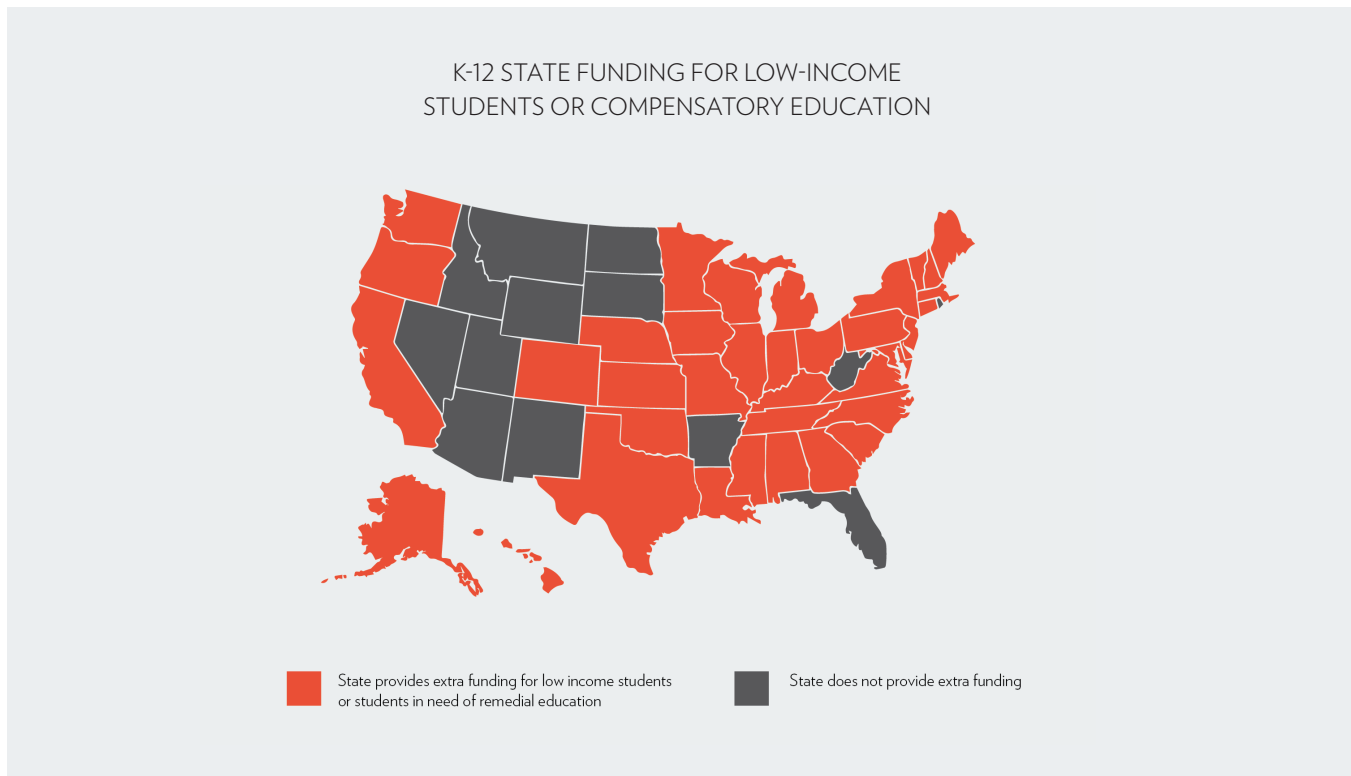 K-12 STATE FUNDING FOR LOW-INCOME
STUDENTS OR COMPENSATORY EDUCATION
State provides extra funding for low income students
or students in need of remedial education
State does not provide extra funding